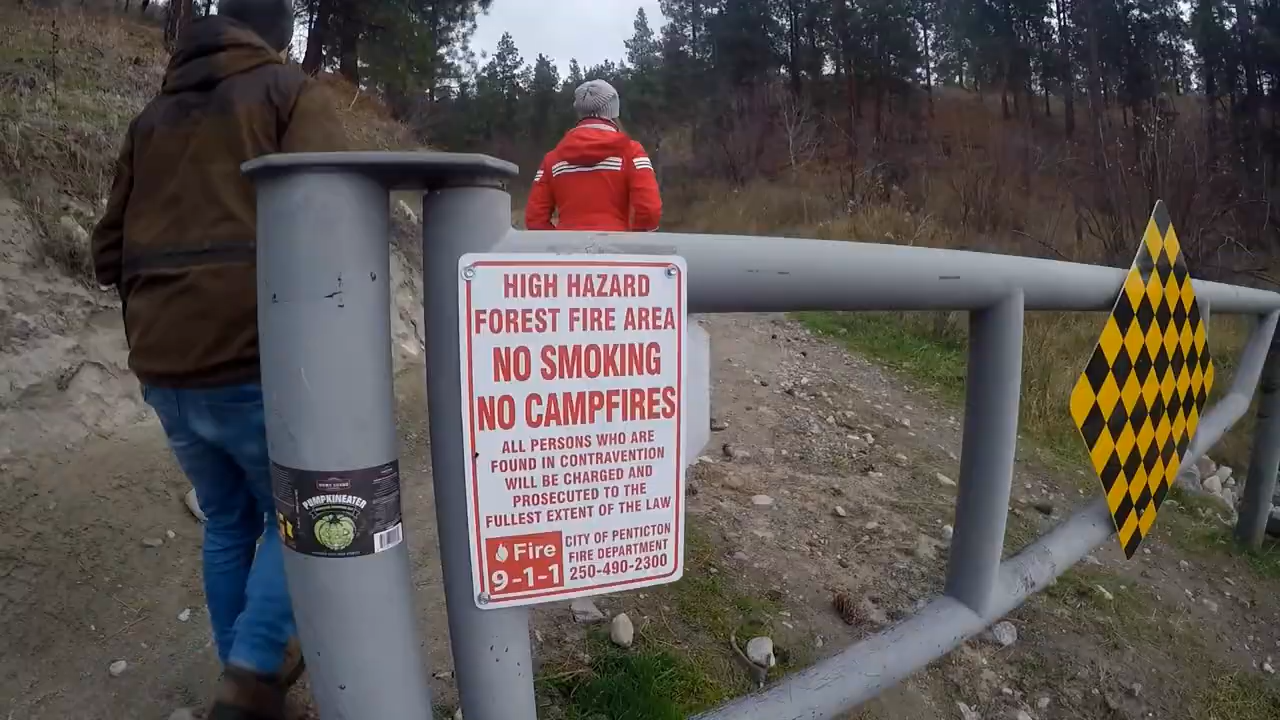 HIGH HAZARD
FOREST FIRE AREA
NO SMOKING
NO CAMPFIRES
ALL PERSONS WHO ARE
FOUND IN CONTRAVENTION
WILL BE CHARGED AND
PROSECUTED TO THE
FULLEST EXTENT OF THE LAW
Fire
9-1-1
CITY OF PENTICTON
FIRE DEPARTMENT
250-490-2300
PUMPKINEATER